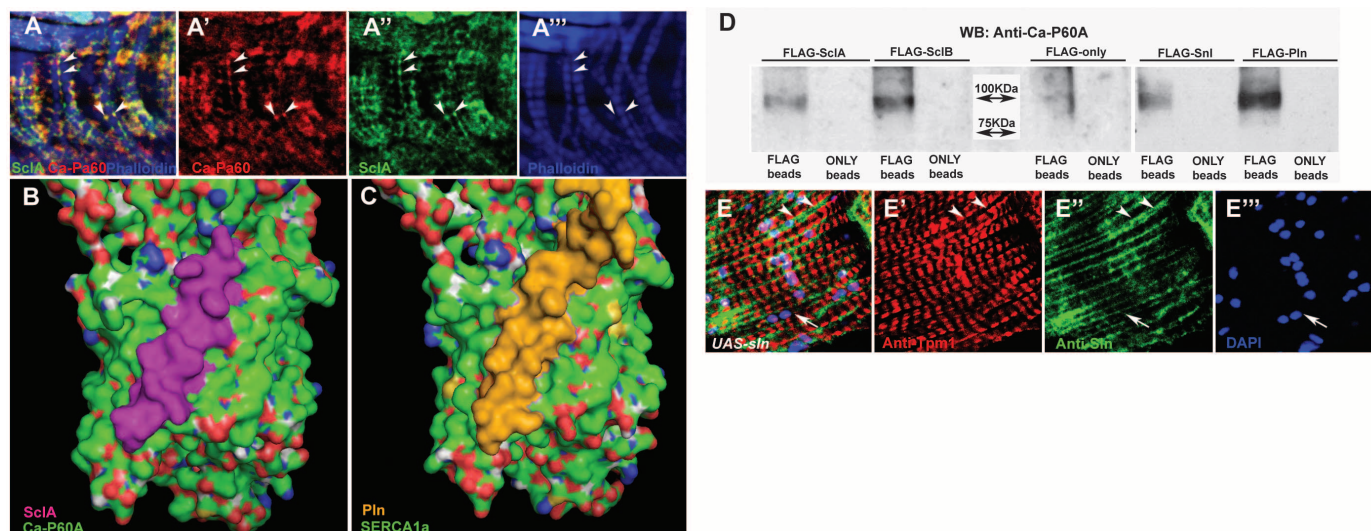 A
A'
A"
A'''
SclA Ca-Pa60 Phalloidin
Ca-Pa60
SclA
Phalloidin
B
C
SclA
Ca-P60A
Pln
SERCA1a
D
WB: Anti-Ca-P60A
FLAG-SclA
FLAG-SclB
FLAG-only
FLAG-Snl
FLAG-Pln
100KDa
75KDa
FLAG beads
ONLY beads
FLAG beads
ONLY beads
FLAG beads
ONLY beads
FLAG beads
ONLY beads
FLAG beads
ONLY beads
E
E'
E"
E'''
UAS-sln
Anti-Tpm1
Anti-Sln
DAPI